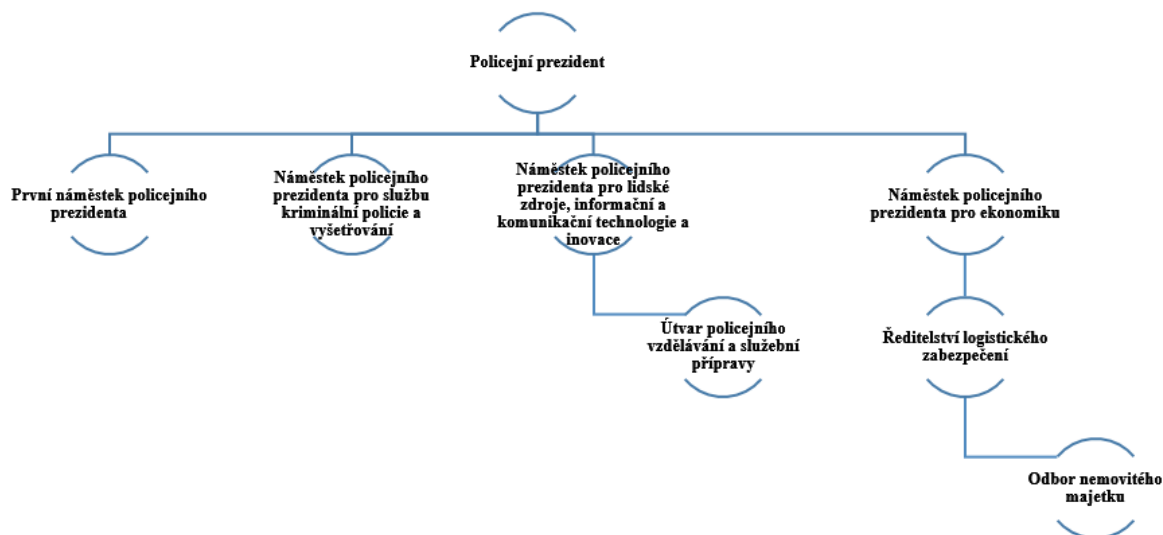 Policejní prezident
První náměstek policejního
prezidenta
Náměstek policejního
prezidenta pro službu
kriminální policie a
vyšetřování
Náměstek policejního
prezidenta pro lidské
zdroje, informační a
komunikační technologie a
inovace
Náměstek policejního
prezidenta pro ekonomiku
Útvar policejního
vzdělávání a služební
přípravy
Ředitelství logistického
zabezpečení
Odbor nemovitého
majetku